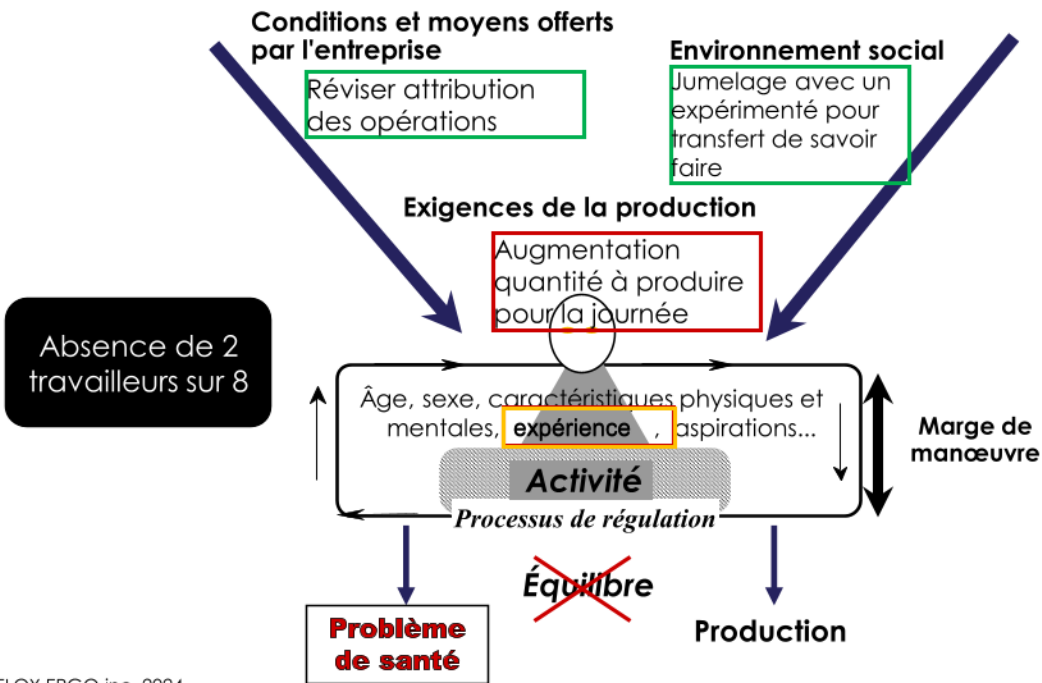 Conditions et moyens offerts
par l'entreprise
Réviser attribution
des opérations
Environnement social
Jumelage avec un
expérimenté pour
transfert de savoir
faire
Exigences de la production
Augmentation
quantité à produire
pour la journée
Absence de 2
travailleurs sur 8
Âge, sexe, caractéristiques physiques et
mentales, expérience , aspirations...
Activité
Processus de régulation
Marge de
manœuvre
Équilibre
Problème
de santé
Production